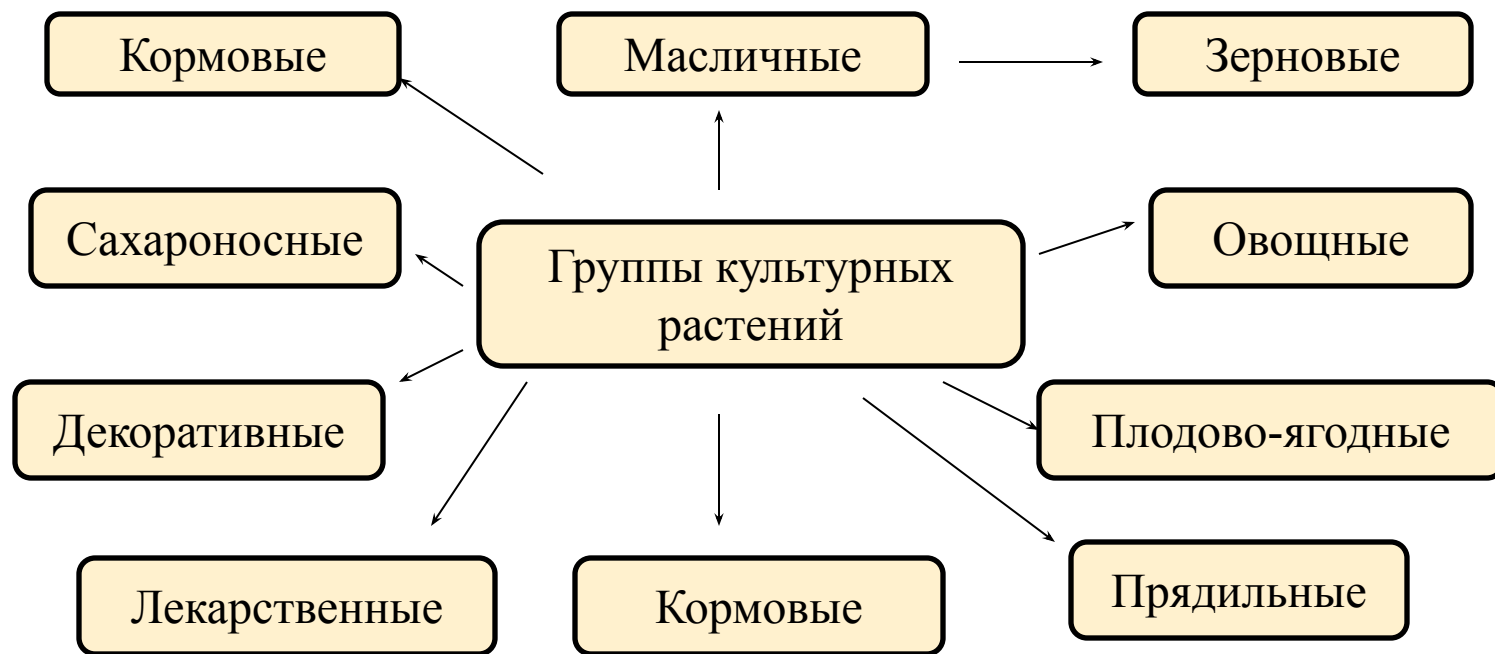 Кормовые
Масличные
Зерновые
Сахароносные
Группы культурных
растений
Овощные
Декоративные
Плодово-ягодные
Лекарственные
Кормовые
Прядильные